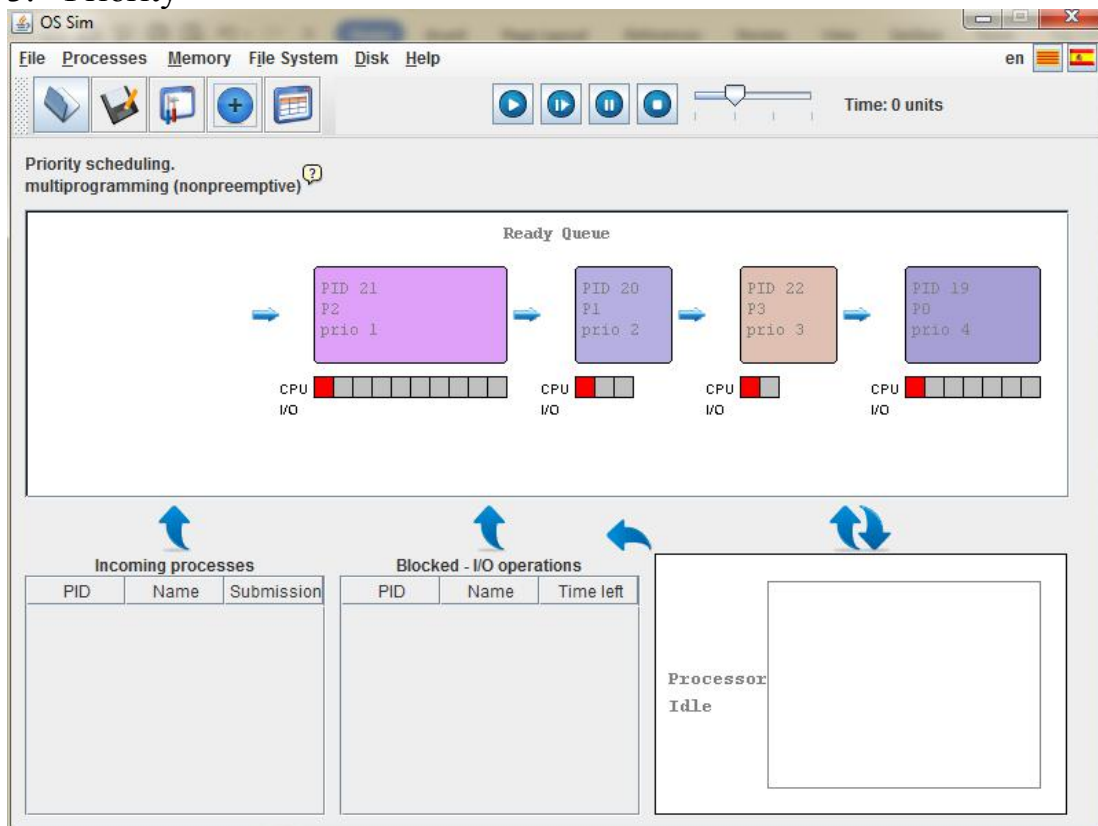 OS Sim
File Processes Memory File System Disk Help en
Time: 0 units
Priority scheduling.
multiprogramming (nonpreemptive) ?
Ready Queue
PID 21
P2
prio 1
CPU
I/O
PID 20
P1
prio 2
CPU
I/O
PID 22
P3
prio 3
CPU
I/O
PID 19
P0
prio 4
CPU
I/O
Incoming processes
PID Name Submission
Blocked - I/O operations
PID Name Time left
Processor
Idle